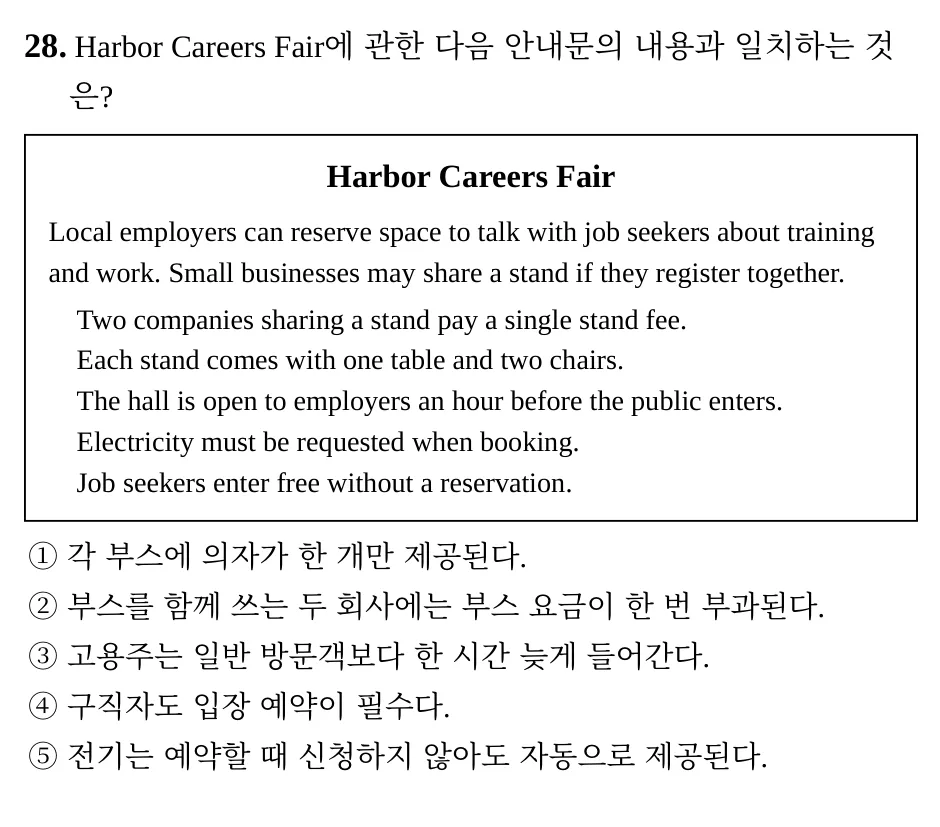 28. Harbor Careers Fair에 관한 다음 안내문의 내용과 일치하는 것
은?
Harbor Careers Fair
Local employers can reserve space to talk with job seekers about training
and work. Small businesses may share a stand if they register together.
Two companies sharing a stand pay a single stand fee.
Each stand comes with one table and two chairs.
The hall is open to employers an hour before the public enters.
Electricity must be requested when booking.
Job seekers enter free without a reservation.
① 각 부스에 의자가 한 개만 제공된다.
② 부스를 함께 쓰는 두 회사에는 부스 요금이 한 번 부과된다.
③ 고용주는 일반 방문객보다 한 시간 늦게 들어간다.
④ 구직자도 입장 예약이 필수다.
⑤ 전기는 예약할 때 신청하지 않아도 자동으로 제공된다.